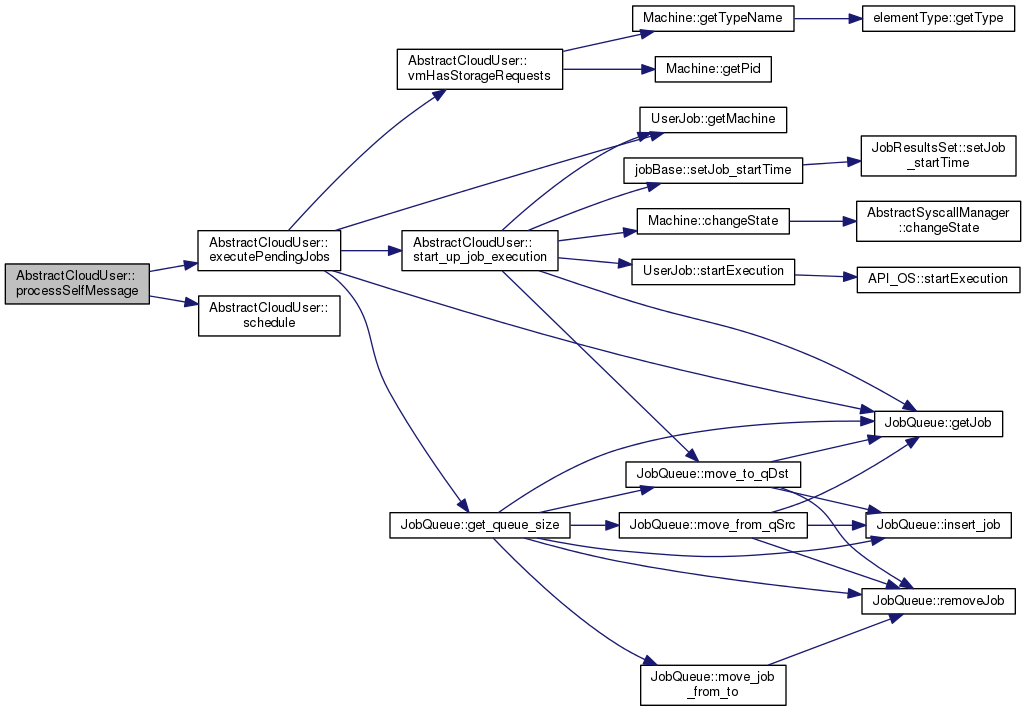 Machine::getTypeName
elementType::getType
AbstractCloudUser::
vmHasStorageRequests
Machine::getPid
UserJob::getMachine
jobBase::setJob_startTime
JobResultsSet::setJob
_startTime
Machine::changeState
AbstractSyscallManager
::changeState
AbstractCloudUser::
executePendingJobs
AbstractCloudUser::
start_up_job_execution
UserJob::startExecution
API_OS::startExecution
AbstractCloudUser::
processSelfMessage
AbstractCloudUser::
schedule
JobQueue::getJob
JobQueue::move_to_qDst
JobQueue::get_queue_size
JobQueue::move_from_qSrc
JobQueue::insert_job
JobQueue::removeJob
JobQueue::move_job
_from_to